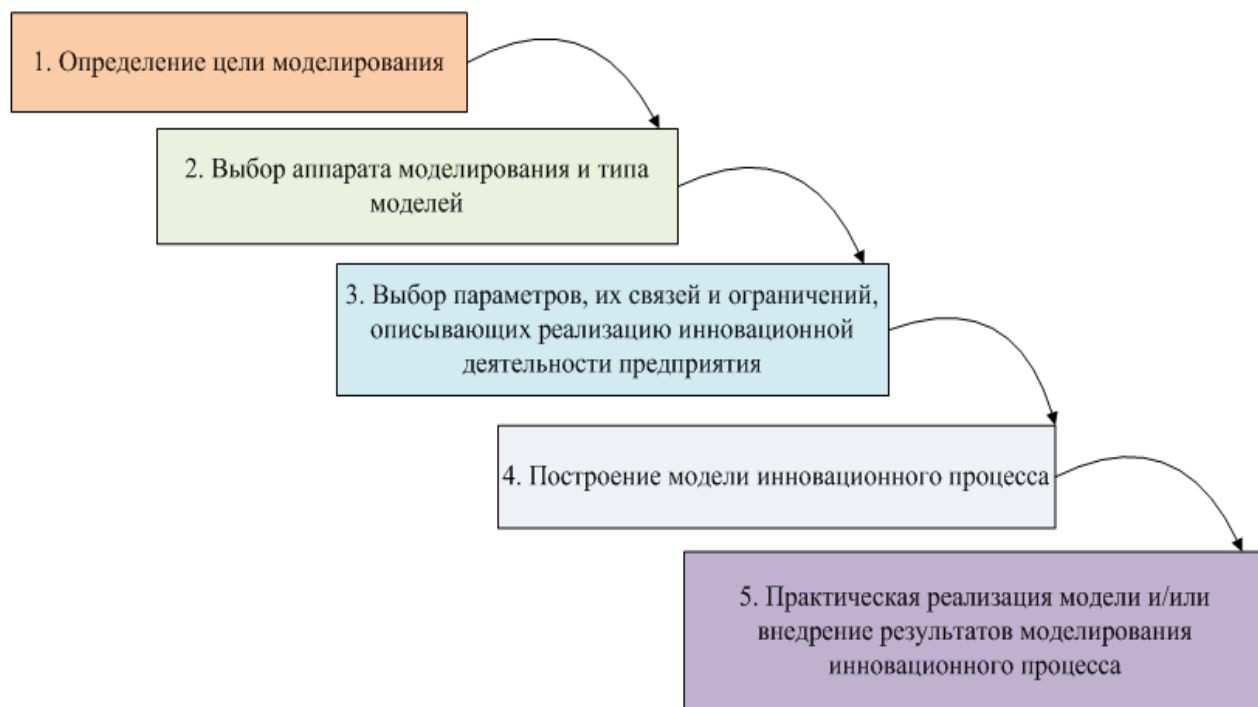 1. Определение цели моделирования
2. Выбор аппарата моделирования и типа
моделей
3. Выбор параметров, их связей и ограничений,
описывающих реализацию инновационной
деятельности предприятия
4. Построение модели инновационного процесса
5. Практическая реализация модели и/или
внедрение результатов моделирования
инновационного процесса